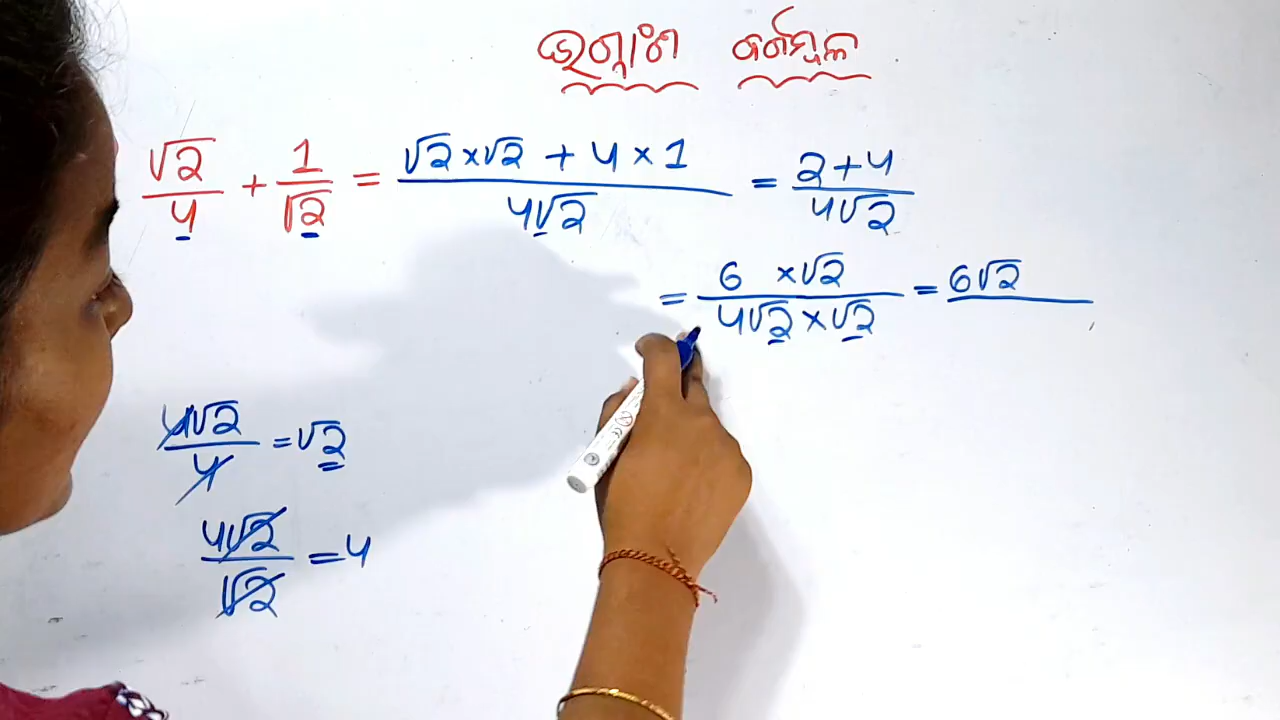 ଭଗ୍ନାଂଶ ବର୍ଗମୂଳ
√2/4 + 1/√2 = (√2×√2 + 4×1)/4√2 = (2+4)/4√2
= (6 ×√2)/(4√2×√2) = 6√2
4√2/4 = √2
4√2/√2 = 4